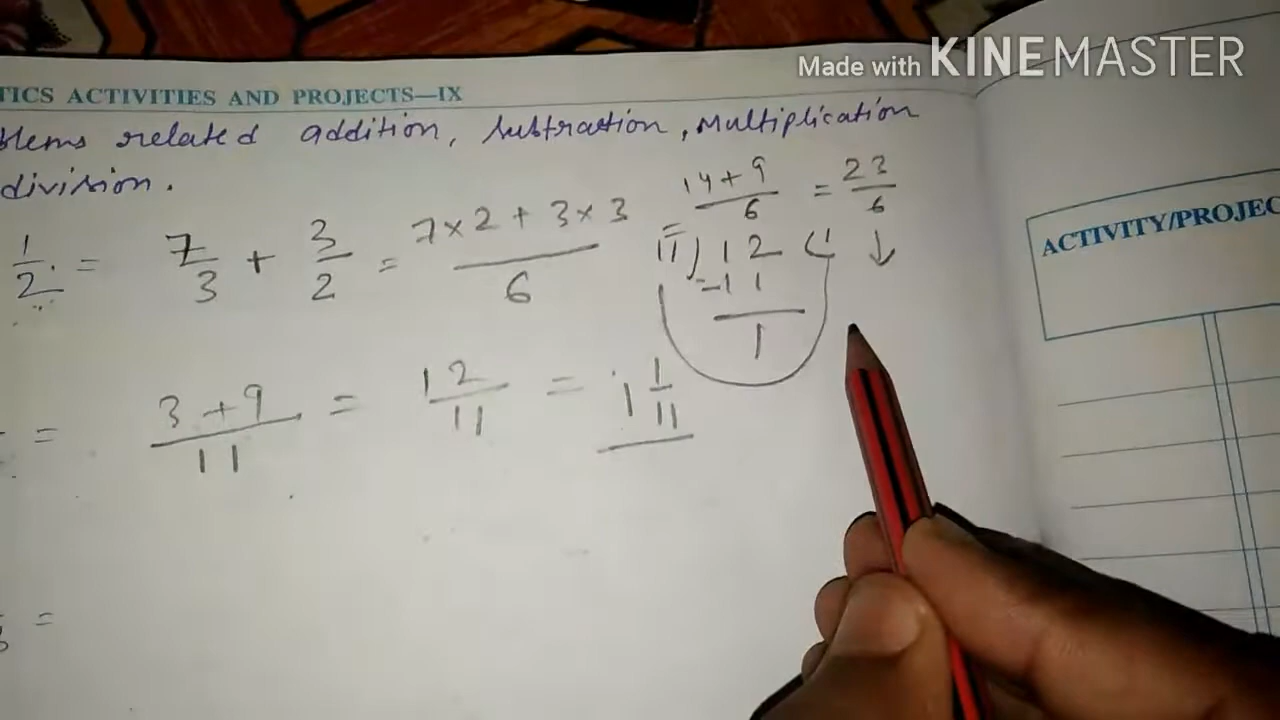 Made with KINEMASTER
TICS ACTIVITIES AND PROJECTS—IX
blems related addition, Subtraction, Multiplication
division.
1/2 = 7/3 + 3/2 = 7×2 + 3×3 / 6 = 14+9 / 6 = 23/6
11) 12 (1 ↓
-11
1
= 3+9 / 11 = 12/11 = 1 1/11
=
ACTIVITY/PROJEC